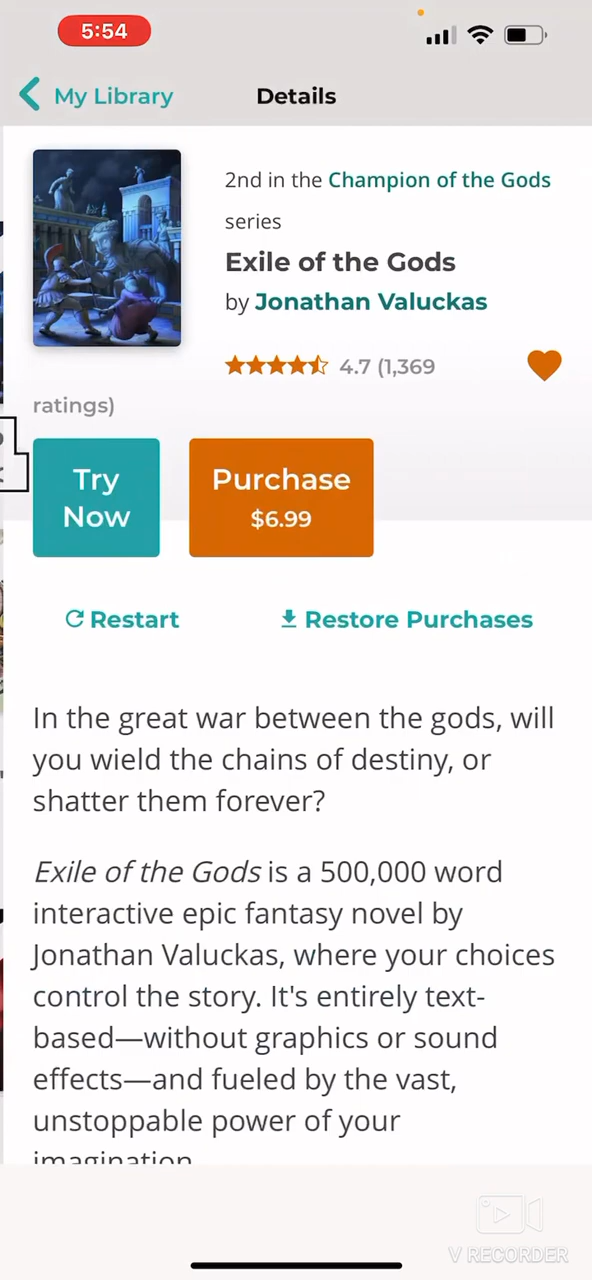 5:54
My Library
Details
2nd in the Champion of the Gods
series
Exile of the Gods
by Jonathan Valuckas
4.7 (1,369
ratings)
Try
Now
Purchase
$6.99
Restart
Restore Purchases
In the great war between the gods, will
you wield the chains of destiny, or
shatter them forever?
Exile of the Gods is a 500,000 word
interactive epic fantasy novel by
Jonathan Valuckas, where your choices
control the story. It's entirely text-
based—without graphics or sound
effects—and fueled by the vast,
unstoppable power of your
imagination
V RECORDER